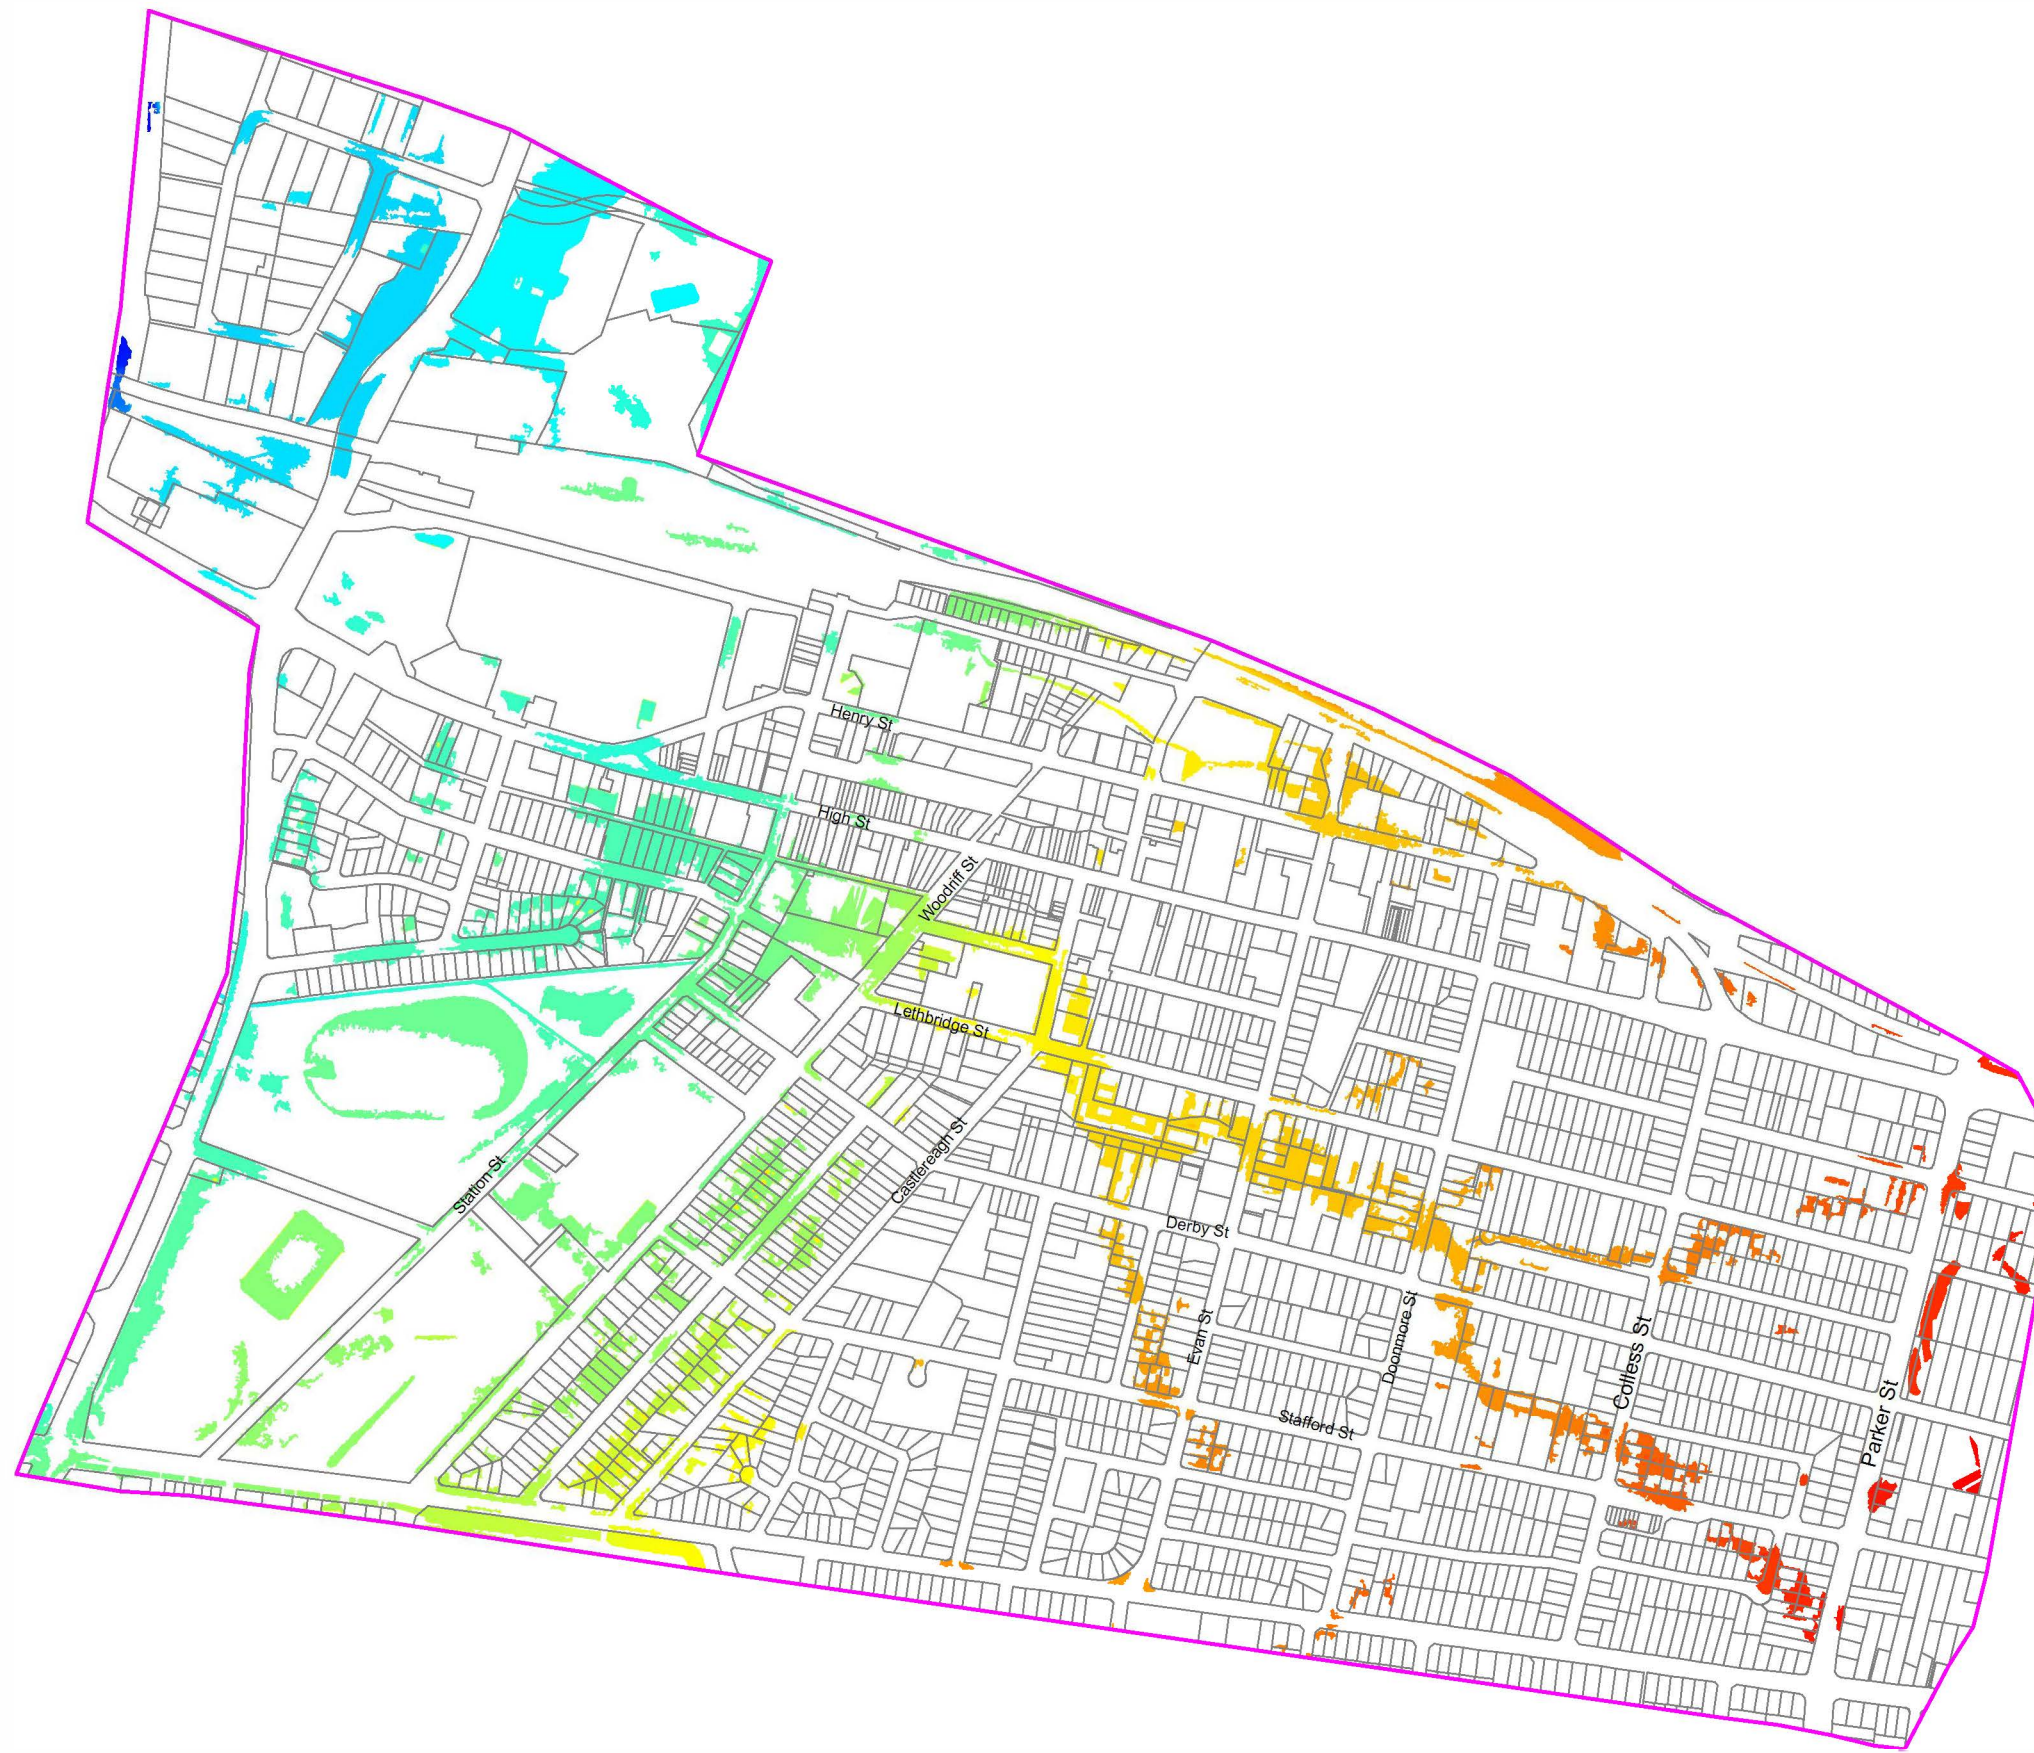 Henry St
High St
Woodriff St
Lethbridge St
Castlereagh St
Station St
Derby St
Evan St
Doonmore St
Colless St
Parker St
Stafford St